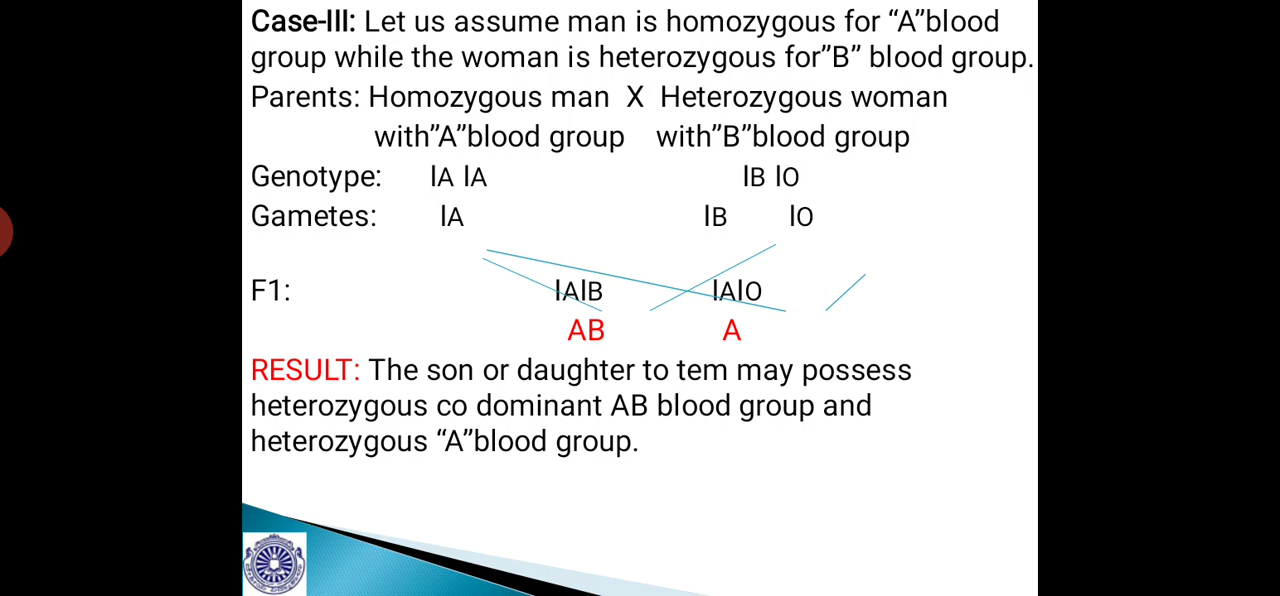 Case-III: Let us assume man is homozygous for “A”blood
group while the woman is heterozygous for”B” blood group.
Parents: Homozygous man X Heterozygous woman
with”A”blood group with”B”blood group
Genotype: IA IA IB IO
Gametes: IA IB IO
F1: IAIB IAIO
AB A
RESULT: The son or daughter to tem may possess
heterozygous co dominant AB blood group and
heterozygous “A”blood group.